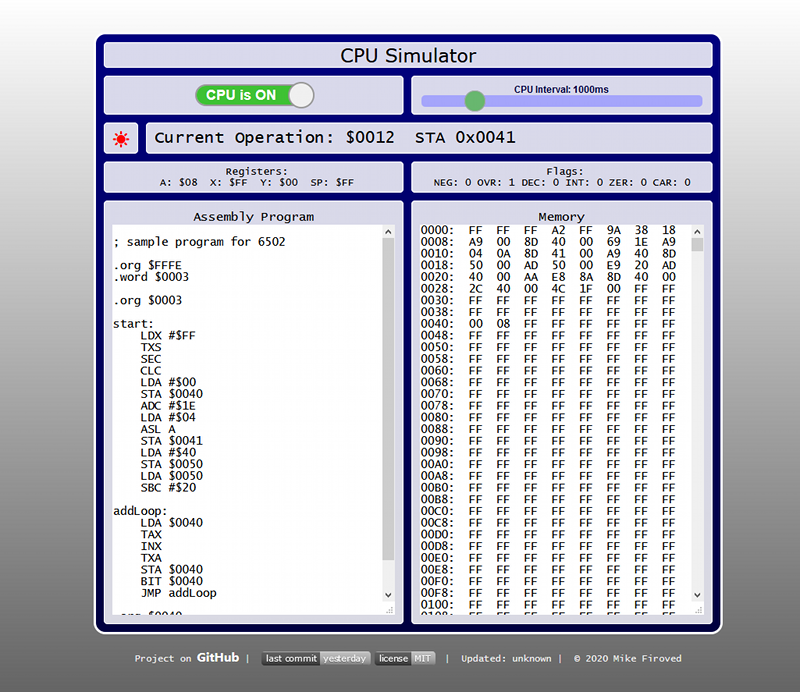 CPU Simulator
CPU is ON
CPU Interval: 1000ms
Current Operation: $0012 STA 0x0041
Registers:
A: $08 X: $FF Y: $00 SP: $FF
Flags:
NEG: 0 OVR: 1 DEC: 0 INT: 0 ZER: 0 CAR: 0
Assembly Program
; sample program for 6502
.org $FFFE
.word $0003
.org $0003
start:
LDX #$FF
TXS
SEC
CLC
LDA #$00
STA $0040
ADC #$1E
LDA #$04
ASL A
STA $0041
LDA #$40
STA $0050
LDA $0050
SBC #$20
addLoop:
LDA $0040
TAX
INX
TXA
STA $0040
BIT $0040
JMP addLoop
.org $0040
Memory
0000: FF FF FF A2 FF 9A 38 18
0008: A9 00 8D 40 00 69 1E A9
0010: 04 0A 8D 41 00 A9 40 8D
0018: 50 00 AD 50 00 E9 20 AD
0020: 40 00 AA E8 8A 8D 40 00
0028: 2C 40 00 4C 1F 00 FF FF
0030: FF FF FF FF FF FF FF FF
0038: FF FF FF FF FF FF FF FF
0040: 00 08 FF FF FF FF FF FF
0048: FF FF FF FF FF FF FF FF
0050: FF FF FF FF FF FF FF FF
0058: FF FF FF FF FF FF FF FF
0060: FF FF FF FF FF FF FF FF
0068: FF FF FF FF FF FF FF FF
0070: FF FF FF FF FF FF FF FF
0078: FF FF FF FF FF FF FF FF
0080: FF FF FF FF FF FF FF FF
0088: FF FF FF FF FF FF FF FF
0090: FF FF FF FF FF FF FF FF
0098: FF FF FF FF FF FF FF FF
00A0: FF FF FF FF FF FF FF FF
00A8: FF FF FF FF FF FF FF FF
00B0: FF FF FF FF FF FF FF FF
00B8: FF FF FF FF FF FF FF FF
00C0: FF FF FF FF FF FF FF FF
00C8: FF FF FF FF FF FF FF FF
00D0: FF FF FF FF FF FF FF FF
00D8: FF FF FF FF FF FF FF FF
00E0: FF FF FF FF FF FF FF FF
00E8: FF FF FF FF FF FF FF FF
00F0: FF FF FF FF FF FF FF FF
00F8: FF FF FF FF FF FF FF FF
0100: FF FF FF FF FF FF FF FF
0108: FF FF FF FF FF FF FF FF
Project on GitHub | last commit yesterday license MIT | Updated: unknown | © 2020 Mike Firoved